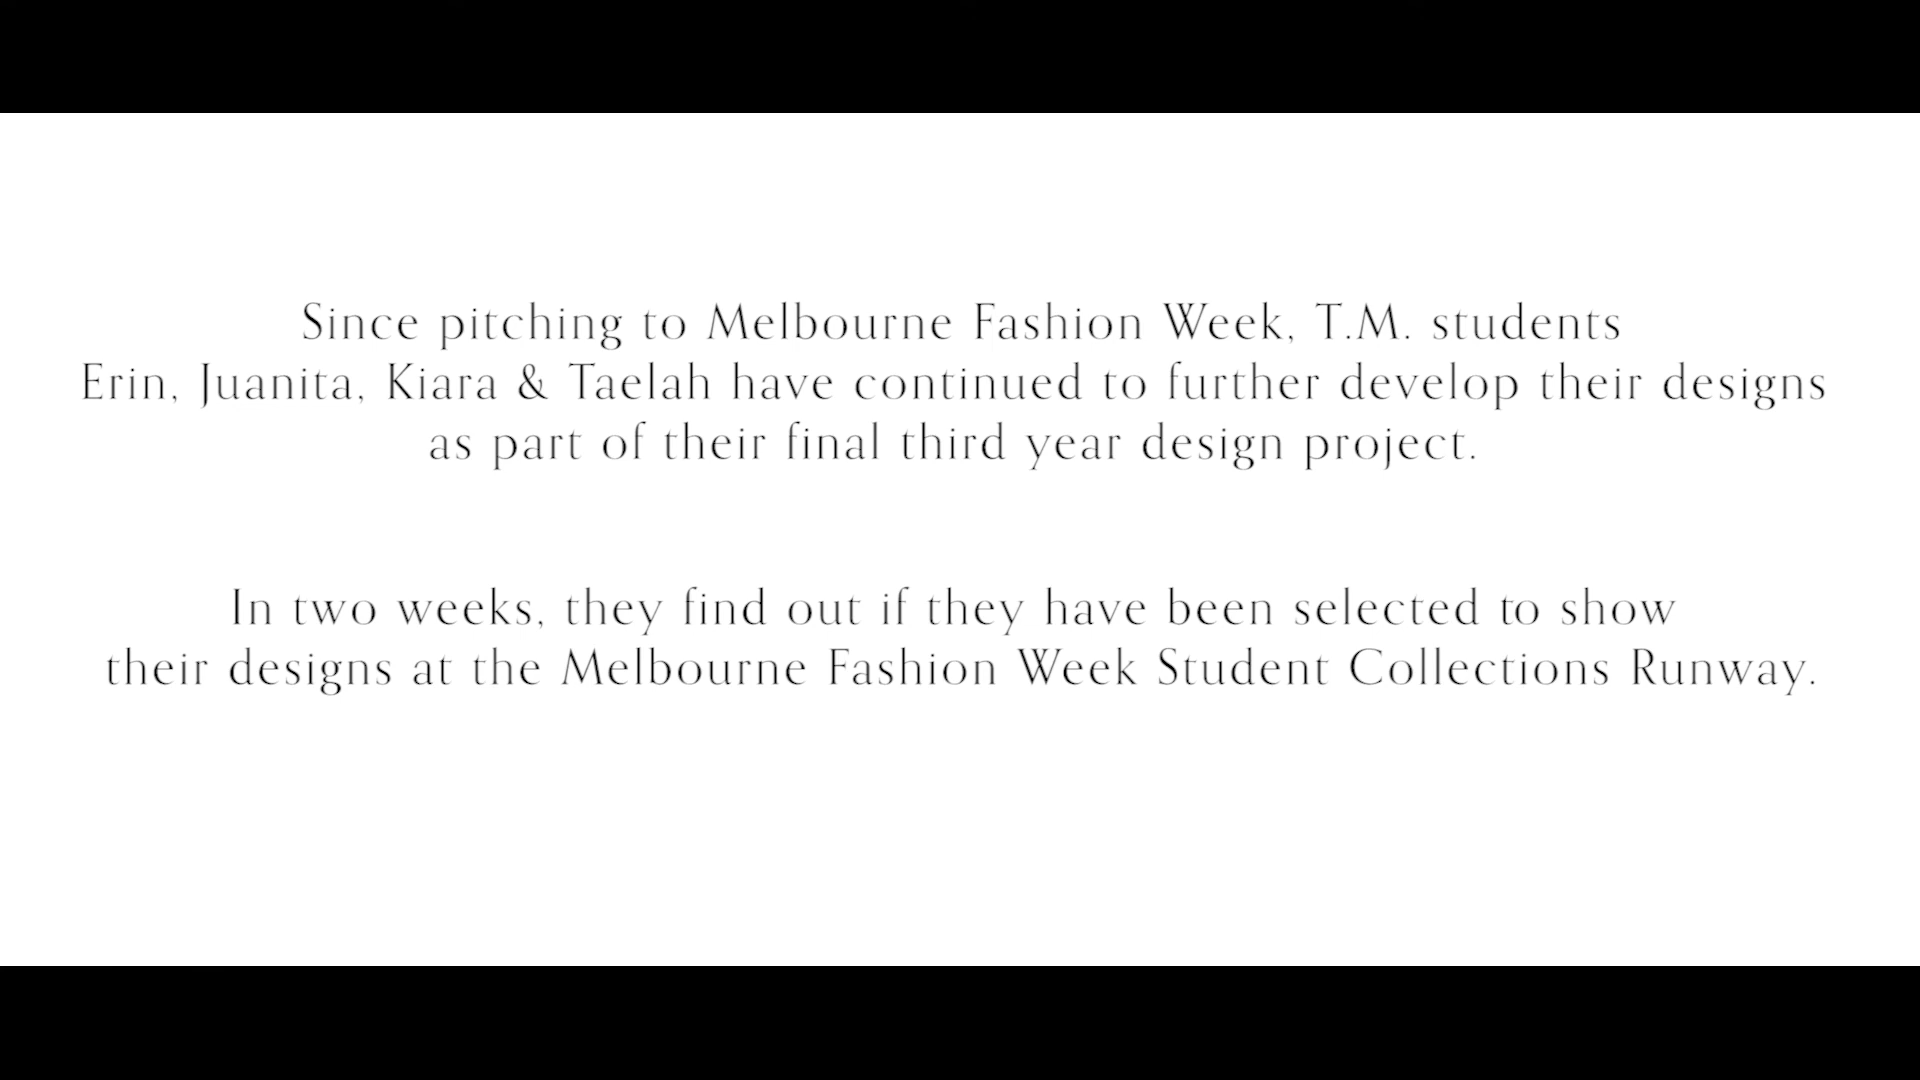 Since pitching to Melbourne Fashion Week, T.M. students
Erin, Juanita, Kiara & Taelah have continued to further develop their designs
as part of their final third year design project.
In two weeks, they find out if they have been selected to show
their designs at the Melbourne Fashion Week Student Collections Runway.